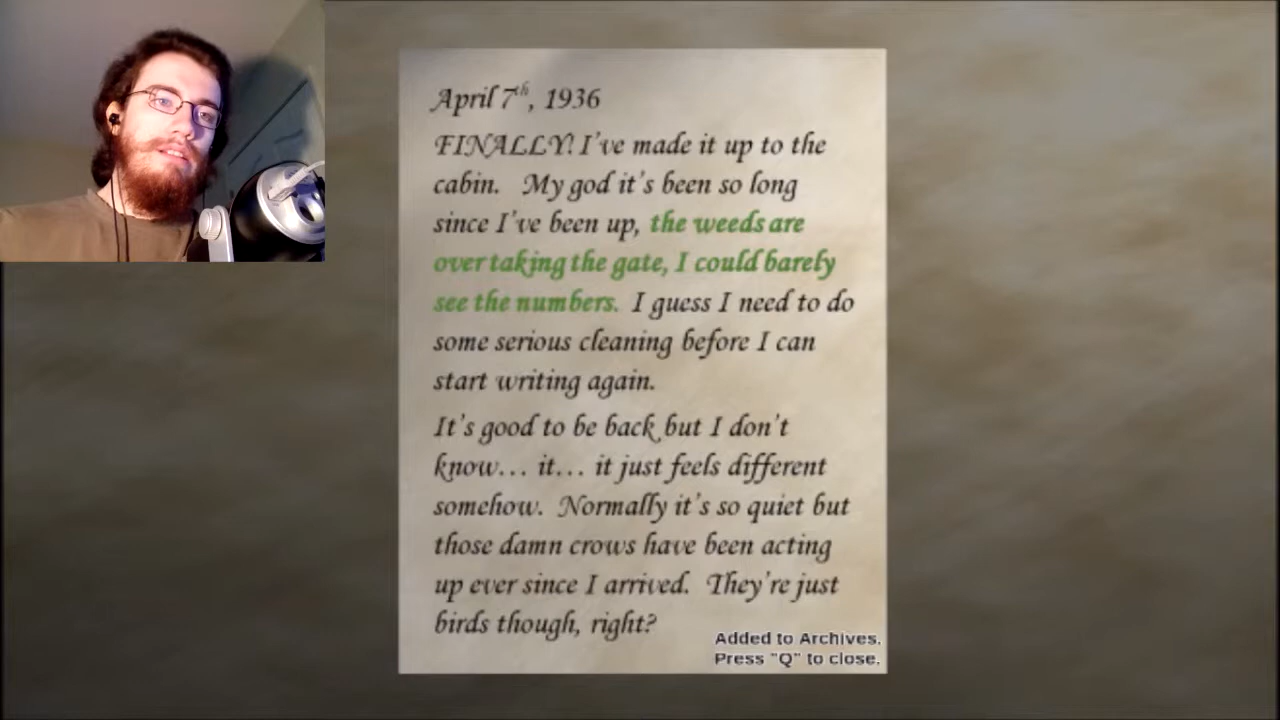 April 7th, 1936
FINALLY! I've made it up to the
cabin. My god it's been so long
since I've been up, the weeds are
overtaking the gate, I could barely
see the numbers. I guess I need to do
some serious cleaning before I can
start writing again.
It's good to be back but I don't
know... it... it just feels different
somehow. Normally it's so quiet but
those damn crows have been acting
up ever since I arrived. They're just
birds though, right?
Added to Archives.
Press "Q" to close.